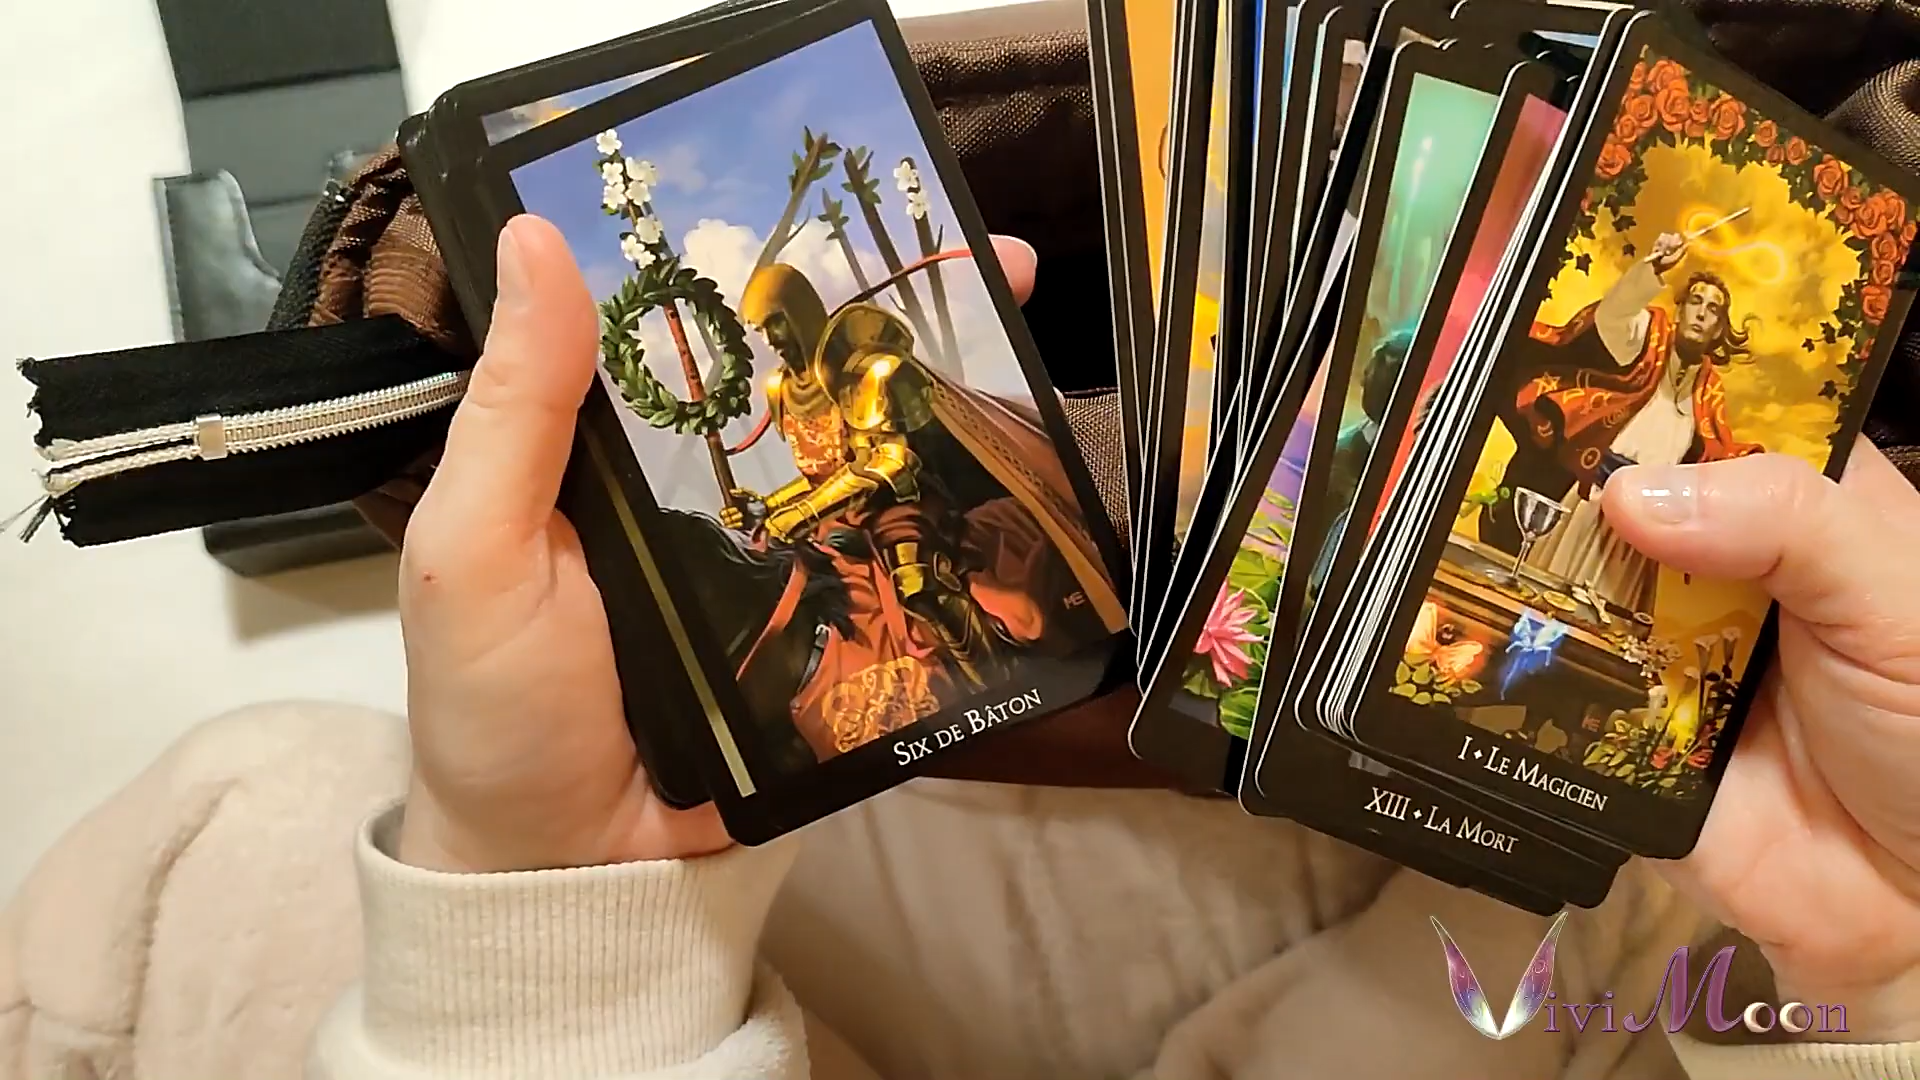 SIX DE BÂTON
I • LE MAGICIEN
XIII • LA MORT
ViviMoon